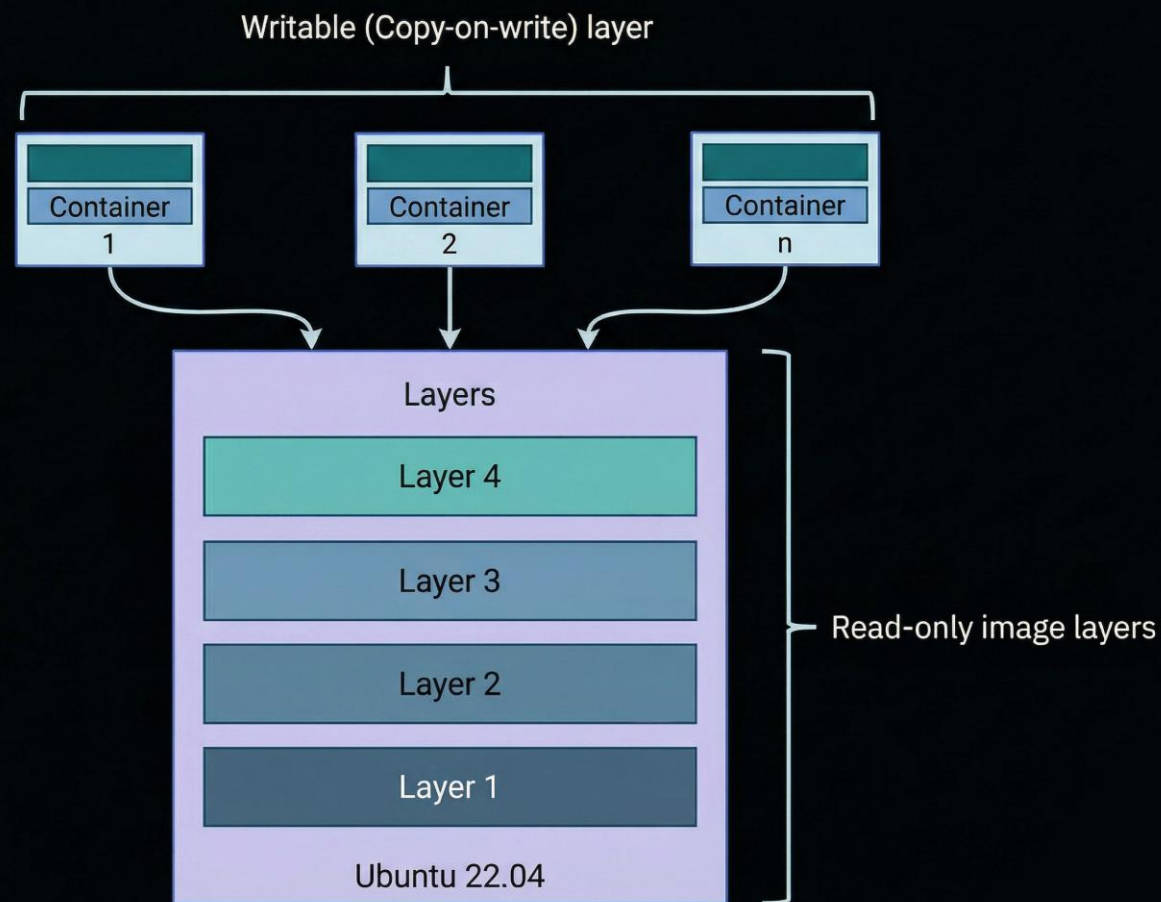 Writable (Copy-on-write) layer
Container
1
Container
2
Container
n
Layers
Layer 4
Layer 3
Layer 2
Layer 1
Ubuntu 22.04
Read-only image layers